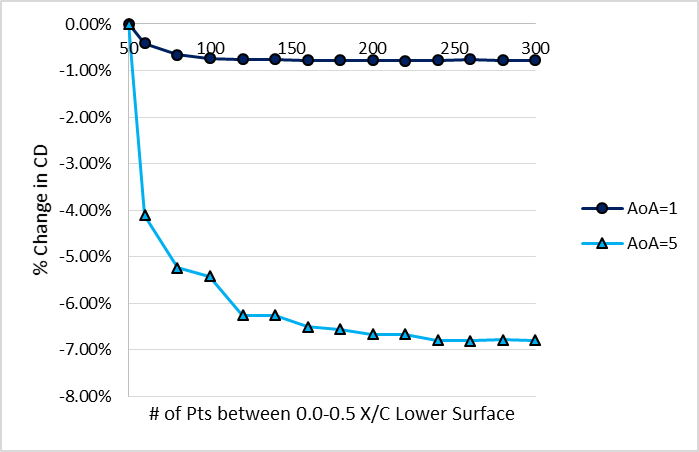 0.00%
50 100 150 200 250 300
-1.00%
-2.00%
-3.00%
-4.00%
-5.00%
-6.00%
-7.00%
-8.00%
% Change in CD
# of Pts between 0.0-0.5 X/C Lower Surface
AoA=1
AoA=5